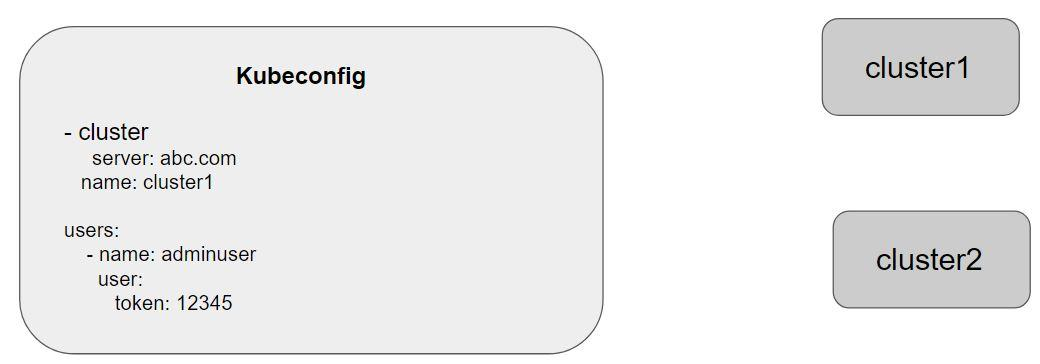 Kubeconfig
- cluster
server: abc.com
name: cluster1
users:
- name: adminuser
user:
token: 12345
cluster1
cluster2